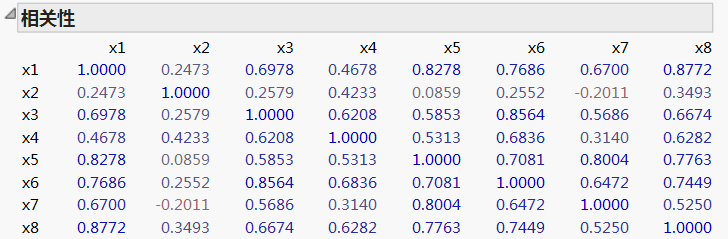 相关性
x1 x2 x3 x4 x5 x6 x7 x8
x1 1.0000 0.2473 0.6978 0.4678 0.8278 0.7686 0.6700 0.8772
x2 0.2473 1.0000 0.2579 0.4233 0.0859 0.2552 -0.2011 0.3493
x3 0.6978 0.2579 1.0000 0.6208 0.5853 0.8564 0.5686 0.6674
x4 0.4678 0.4233 0.6208 1.0000 0.5313 0.6836 0.3140 0.6282
x5 0.8278 0.0859 0.5853 0.5313 1.0000 0.7081 0.8004 0.7763
x6 0.7686 0.2552 0.8564 0.6836 0.7081 1.0000 0.6472 0.7449
x7 0.6700 -0.2011 0.5686 0.3140 0.8004 0.6472 1.0000 0.5250
x8 0.8772 0.3493 0.6674 0.6282 0.7763 0.7449 0.5250 1.0000